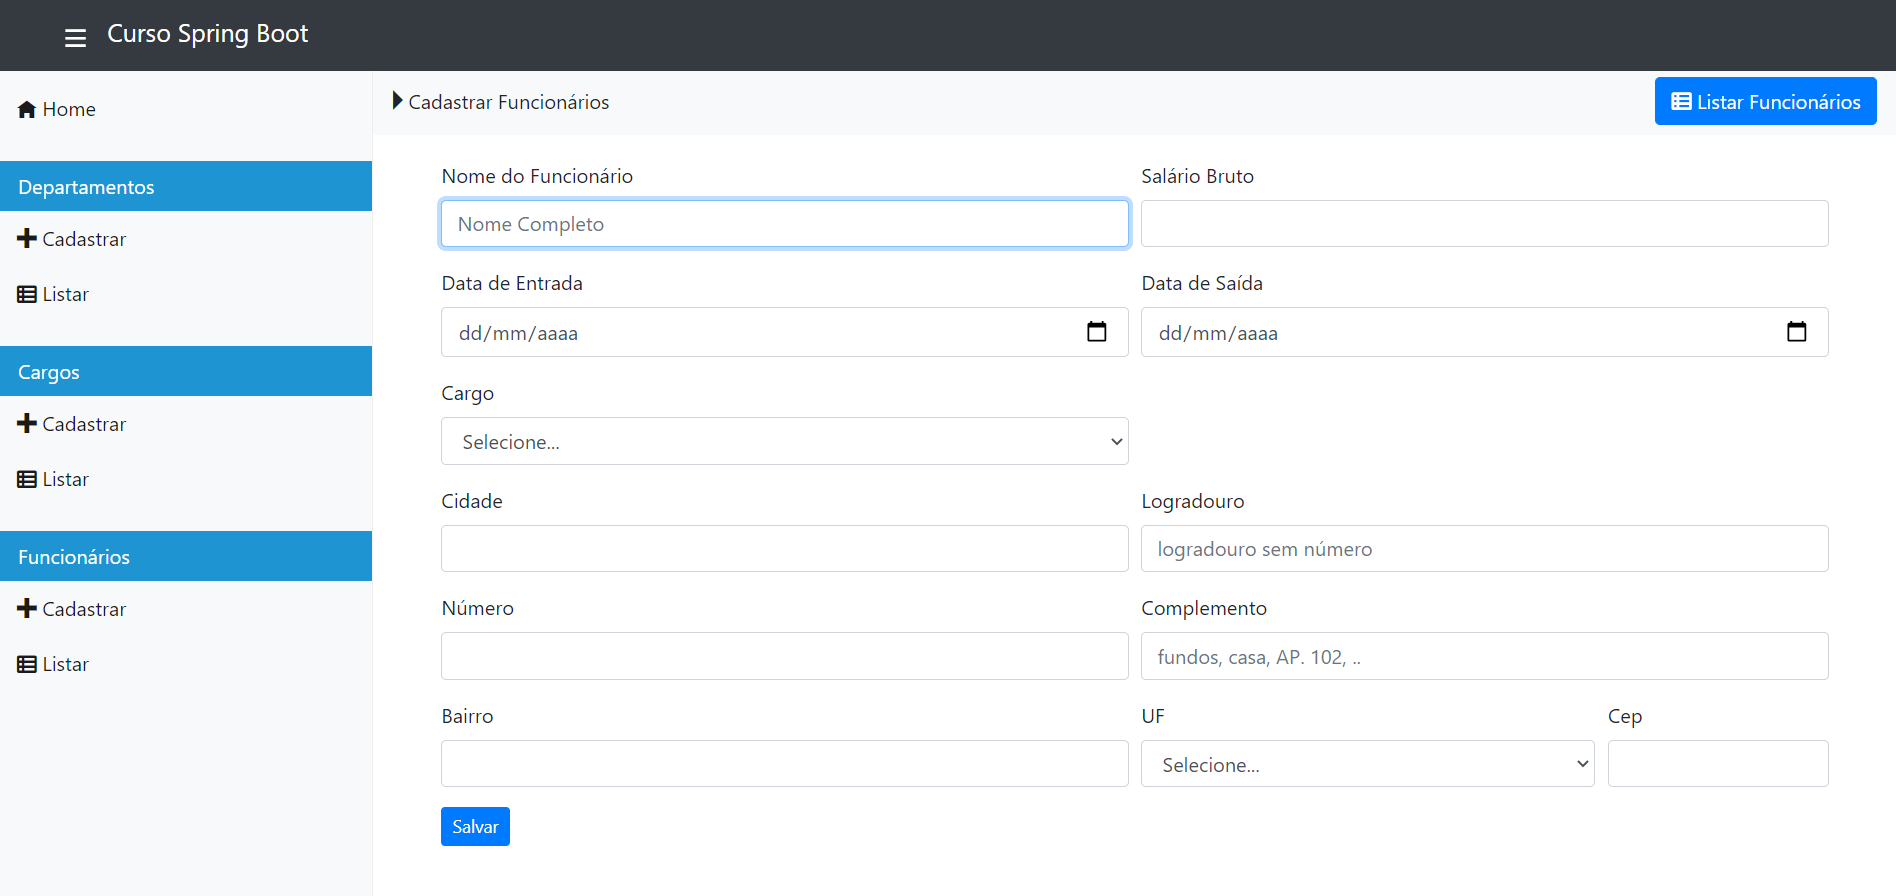 Curso Spring Boot
Home
Departamentos
Cadastrar
Listar
Cargos
Cadastrar
Listar
Funcionários
Cadastrar
Listar
Cadastrar Funcionários
Listar Funcionários
Nome do Funcionário
Nome Completo
Salário Bruto
Data de Entrada
dd/mm/aaaa
Data de Saída
dd/mm/aaaa
Cargo
Selecione...
Cidade
Logradouro
logradouro sem número
Número
Complemento
fundos, casa, AP. 102, ..
Bairro
UF
Selecione...
Cep
Salvar